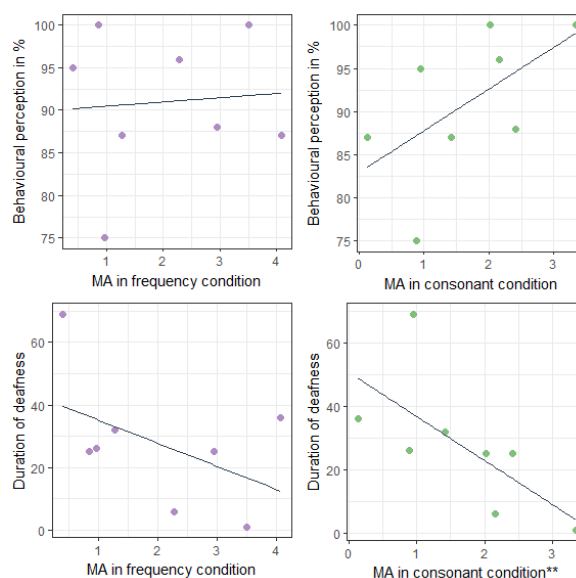 Behavioural perception in %
100
95
90
85
80
75
1 2 3 4
MA in frequency condition
Behavioural perception in %
100
95
90
85
80
75
0 1 2 3
MA in consonant condition
Duration of deafness
60
40
20
0
1 2 3 4
MA in frequency condition
Duration of deafness
60
40
20
0
0 1 2 3
MA in consonant condition**